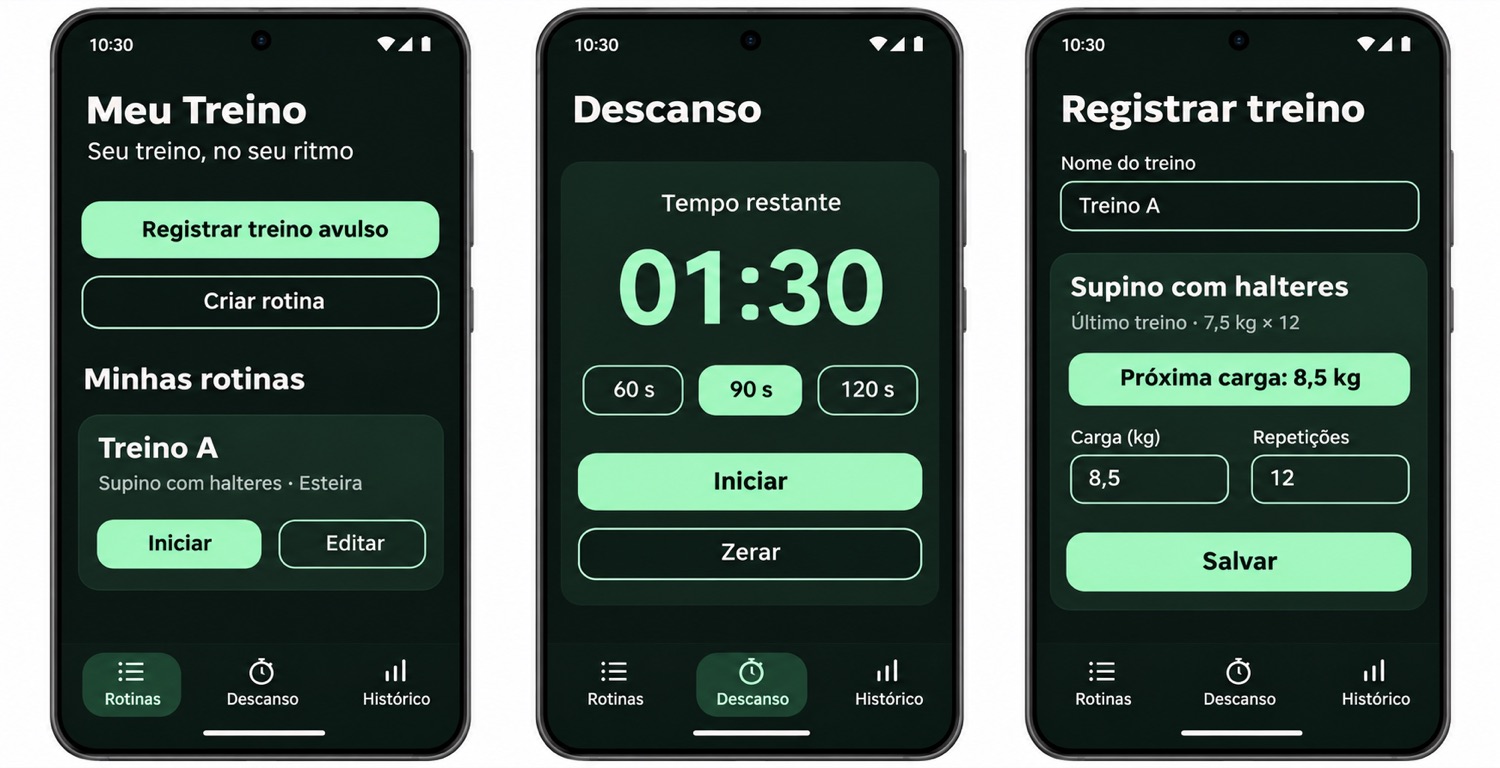 10:30
Meu Treino
Seu treino, no seu ritmo
Registrar treino avulso
Criar rotina
Minhas rotinas
Treino A
Supino com halteres · Esteira
Iniciar
Editar
Rotinas
Descanso
Histórico
10:30
Descanso
Tempo restante
01:30
60 s
90 s
120 s
Iniciar
Zerar
Rotinas
Descanso
Histórico
10:30
Registrar treino
Nome do treino
Treino A
Supino com halteres
Último treino · 7,5 kg × 12
Próxima carga: 8,5 kg
Carga (kg)
Repetições
8,5
12
Salvar
Rotinas
Descanso
Histórico